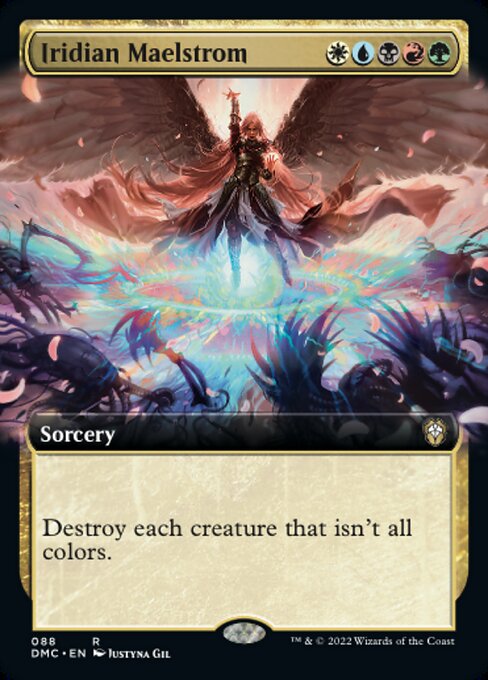 Iridian Maelstrom
Sorcery
Destroy each creature that isn't all
colors.
088 R
DMC • EN Justyna Gil
™ & © 2022 Wizards of the Coast